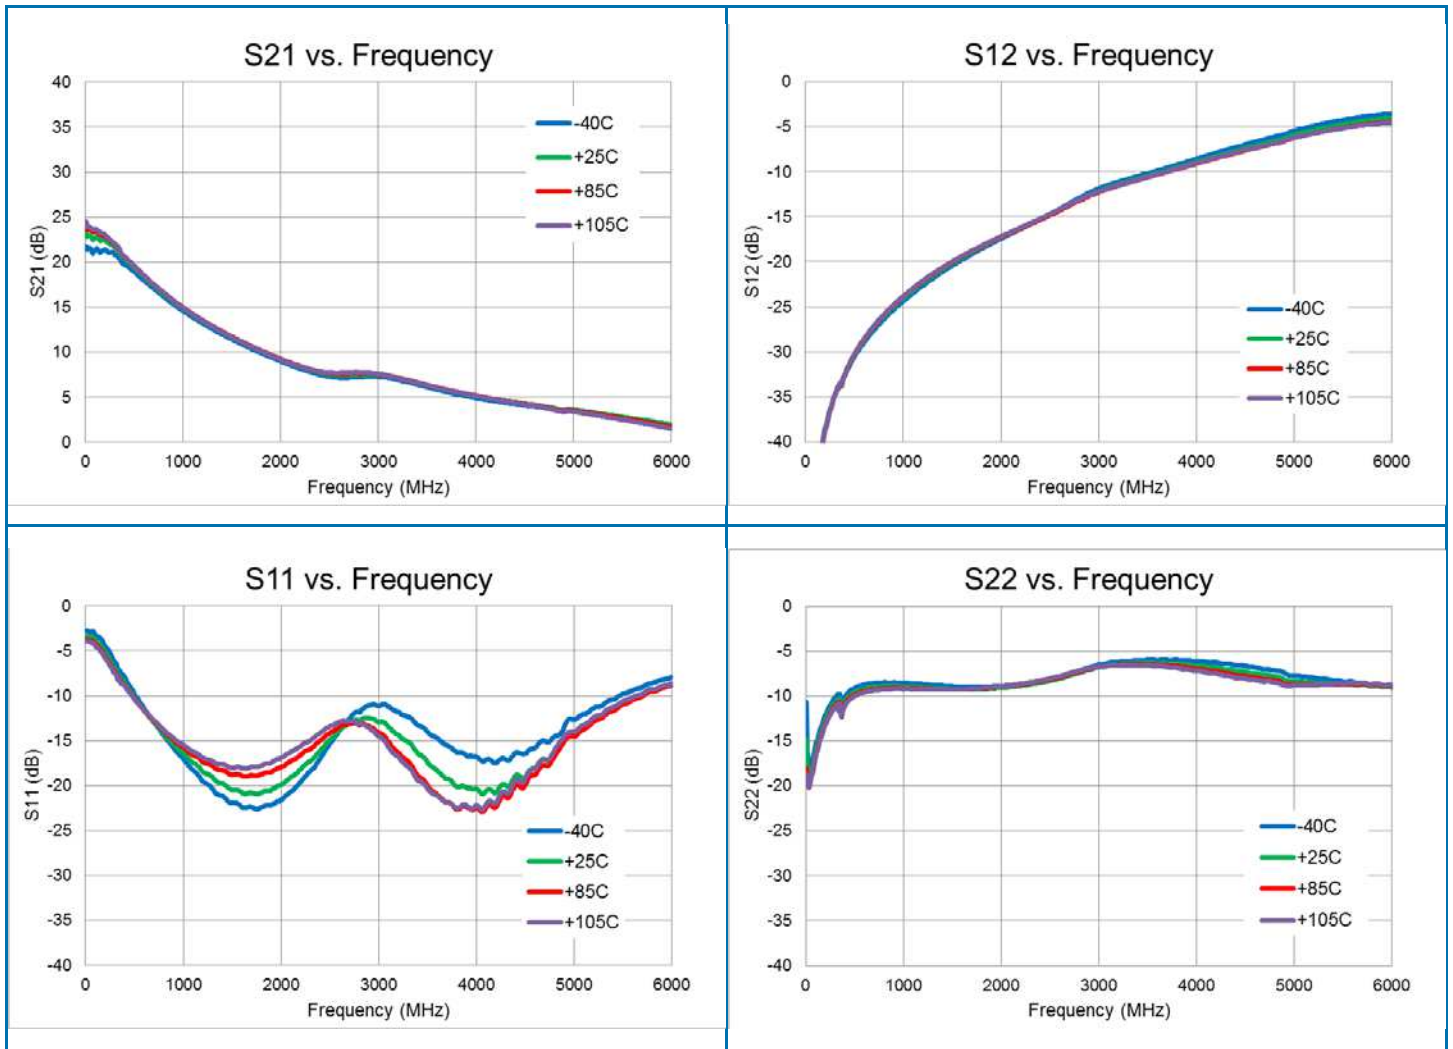 S21 vs. Frequency
40
35
30
25
20
15
10
5
0
S21 (dB)
-40C
+25C
+85C
+105C
0 1000 2000 3000 4000 5000 6000
Frequency (MHz)
S12 vs. Frequency
0
-5
-10
-15
-20
-25
-30
-35
-40
S12 (dB)
-40C
+25C
+85C
+105C
0 1000 2000 3000 4000 5000 6000
Frequency (MHz)
S11 vs. Frequency
0
-5
-10
-15
-20
-25
-30
-35
-40
S11 (dB)
-40C
+25C
+85C
+105C
0 1000 2000 3000 4000 5000 6000
Frequency (MHz)
S22 vs. Frequency
0
-5
-10
-15
-20
-25
-30
-35
-40
S22 (dB)
-40C
+25C
+85C
+105C
0 1000 2000 3000 4000 5000 6000
Frequency (MHz)